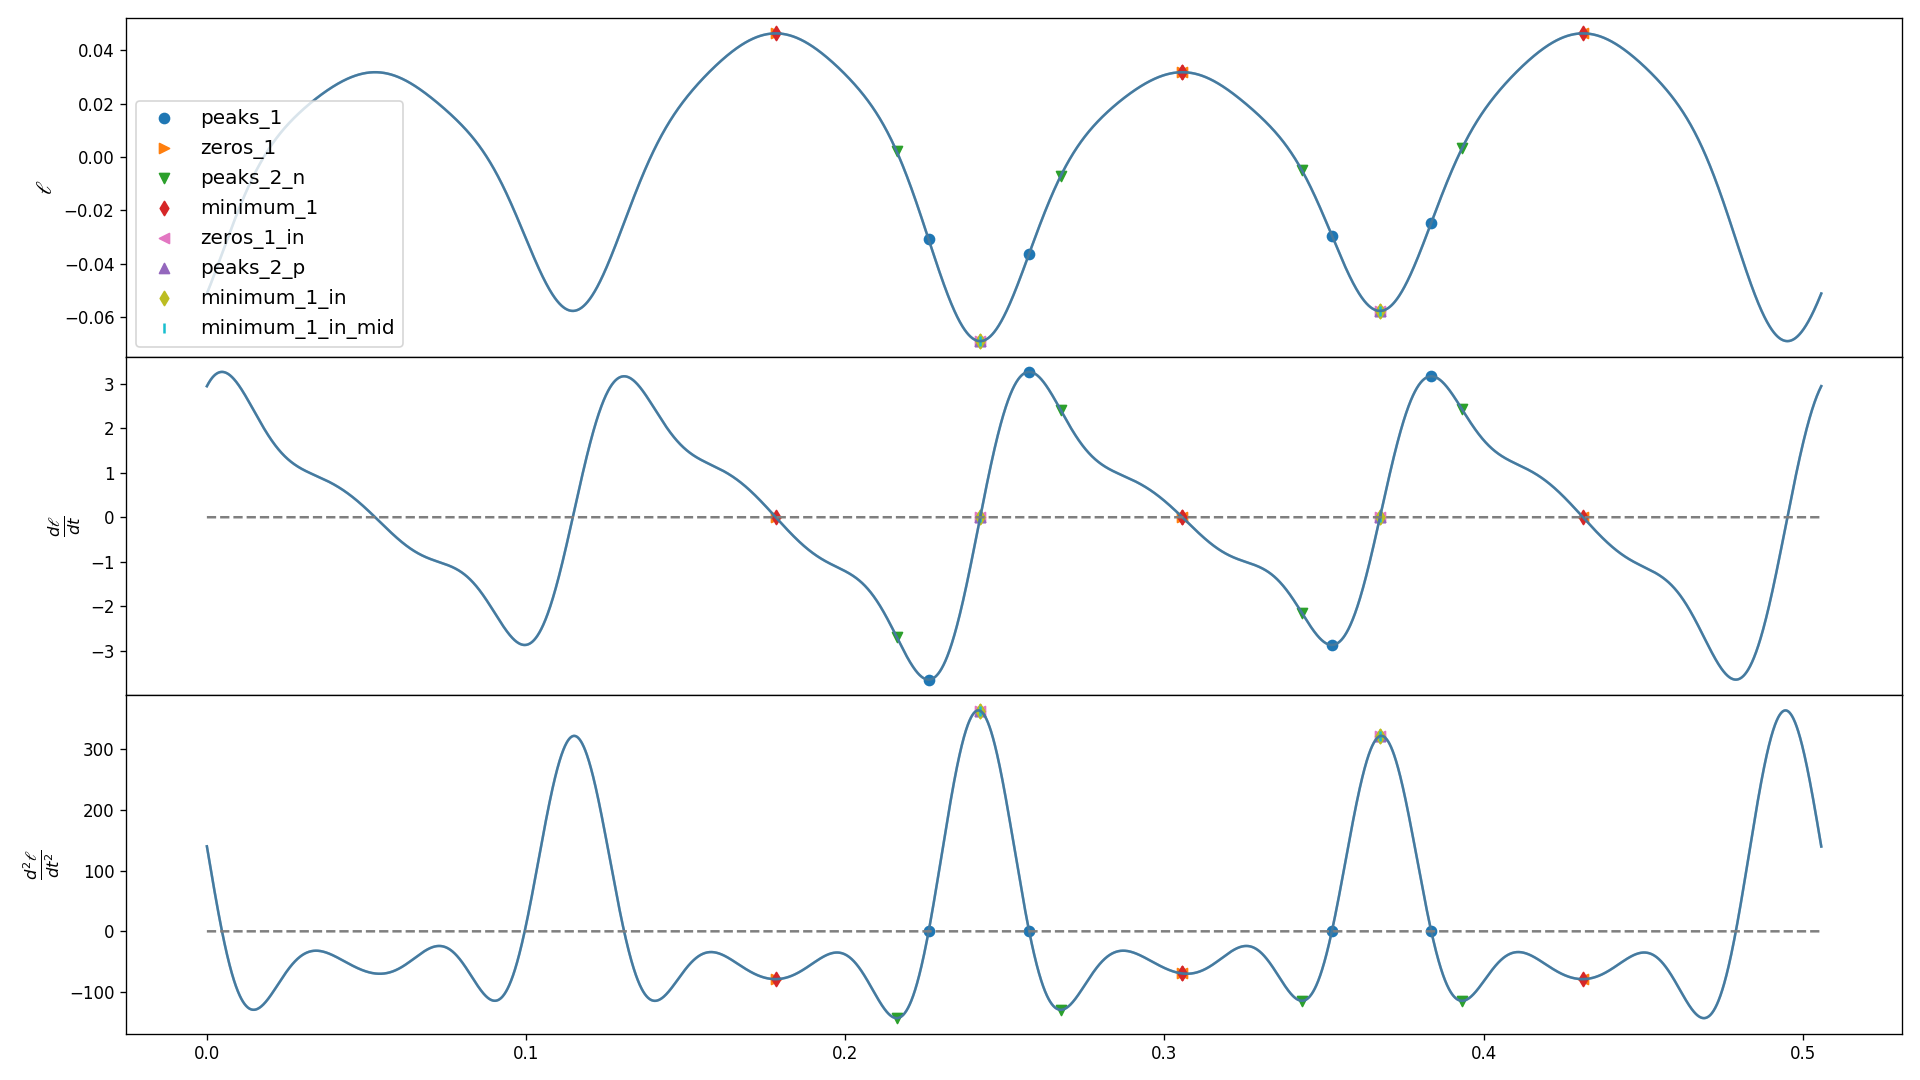 0.04
0.02
0.00
−0.02
−0.04
−0.06
ℓ
peaks_1
zeros_1
peaks_2_n
minimum_1
zeros_1_in
peaks_2_p
minimum_1_in
minimum_1_in_mid
3
2
1
0
−1
−2
−3
dℓ/dt
300
200
100
0
−100
d²ℓ/dt²
0.0 0.1 0.2 0.3 0.4 0.5